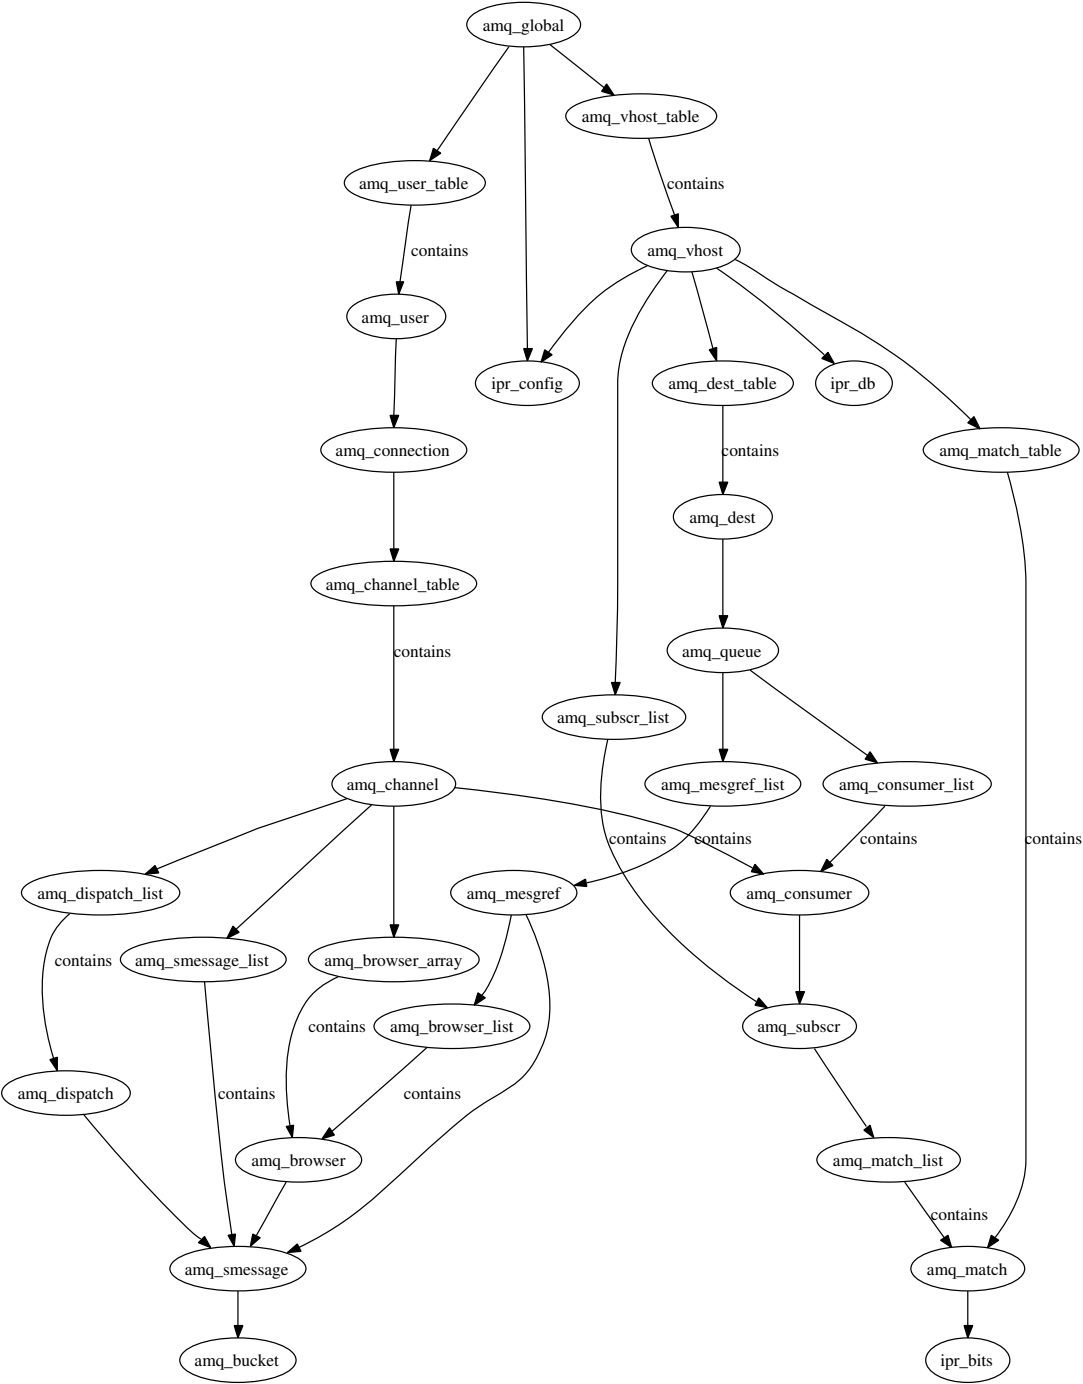 amq_global
amq_vhost_table
amq_user_table
contains
amq_vhost
contains
amq_user
ipr_config
amq_dest_table
ipr_db
amq_connection
contains
amq_match_table
amq_dest
amq_channel_table
contains
amq_queue
amq_subscr_list
amq_channel
amq_mesgref_list
amq_consumer_list
contains
contains
contains
contains
amq_dispatch_list
amq_mesgref
amq_consumer
contains
amq_smessage_list
amq_browser_array
contains
amq_browser_list
amq_subscr
amq_dispatch
contains
contains
amq_browser
amq_match_list
contains
amq_smessage
amq_match
amq_bucket
ipr_bits